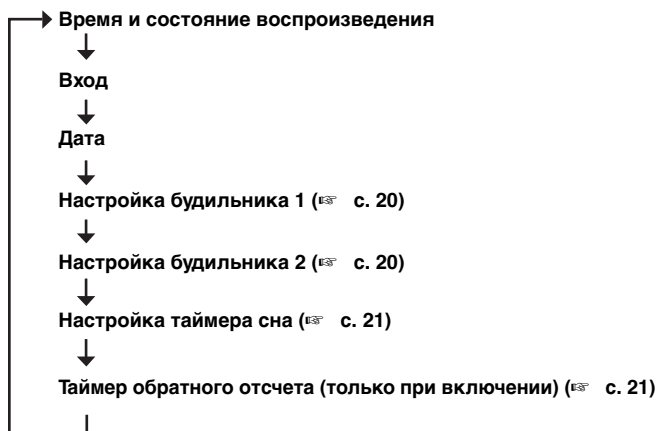 Время и состояние воспроизведения
Вход
Дата
Настройка будильника 1 (☞ с. 20)
Настройка будильника 2 (☞ с. 20)
Настройка таймера сна (☞ с. 21)
Таймер обратного отсчета (только при включении) (☞ с. 21)